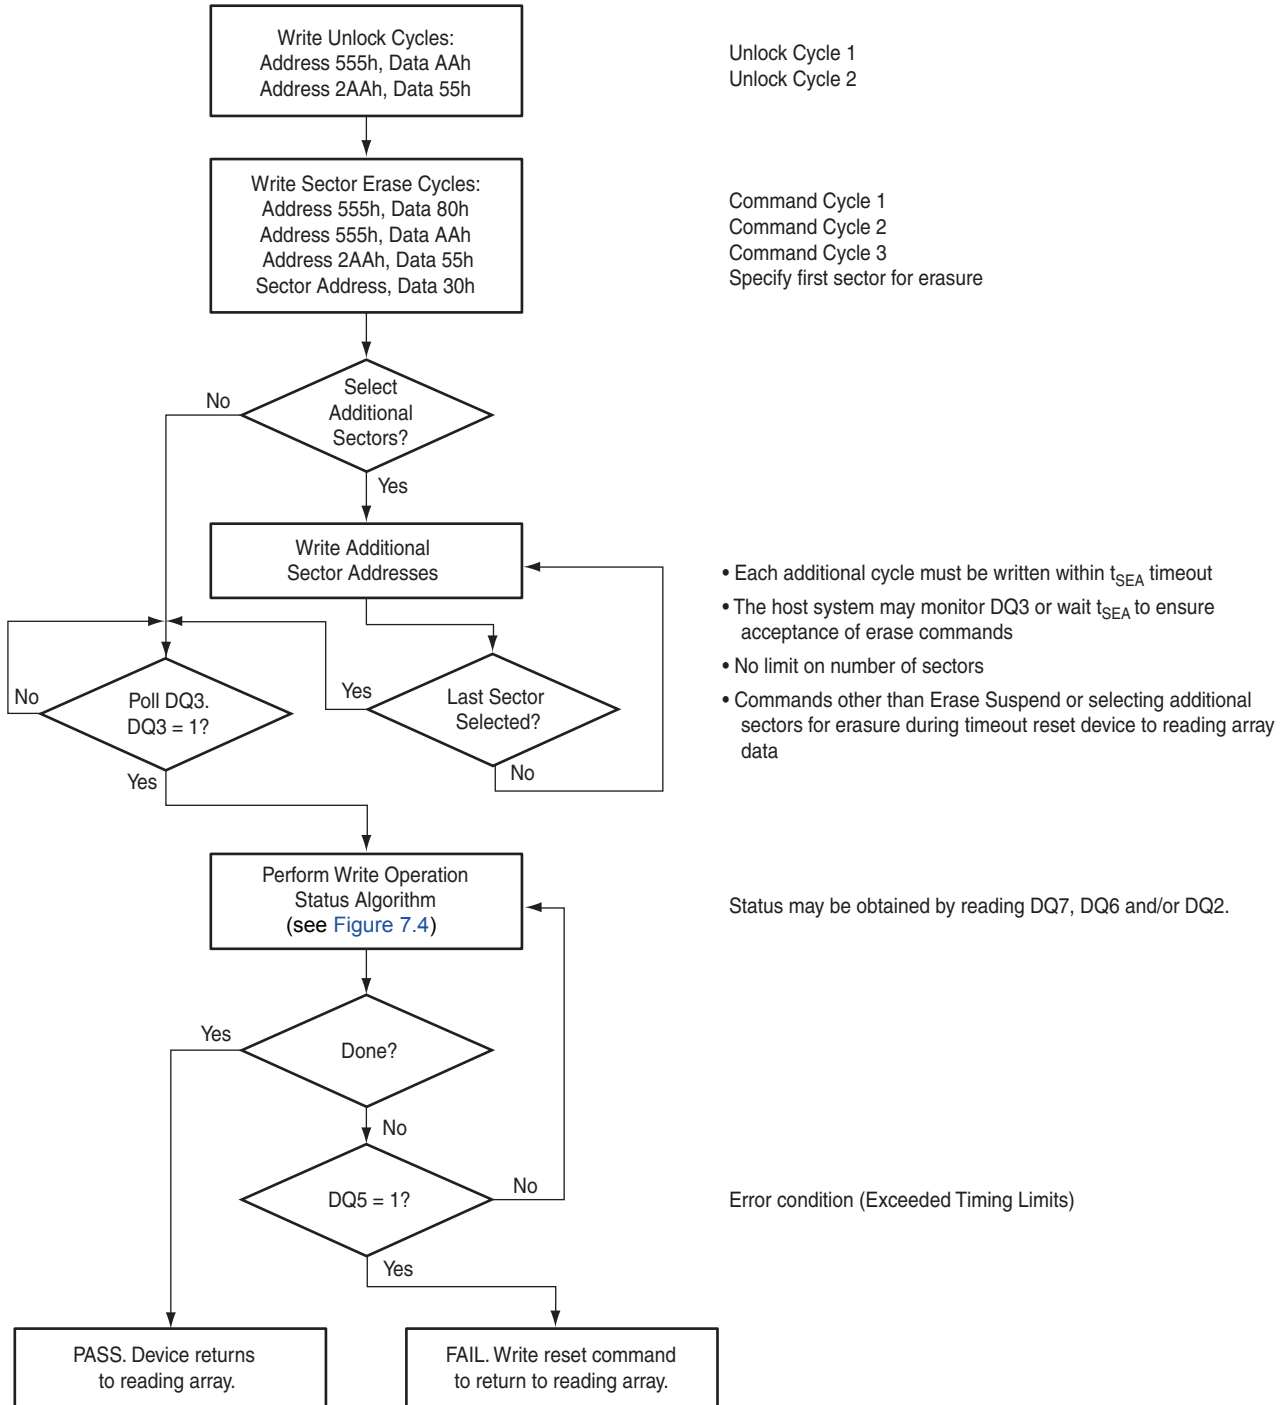 Write Unlock Cycles:
Address 555h, Data AAh
Address 2AAh, Data 55h
Unlock Cycle 1
Unlock Cycle 2
Write Sector Erase Cycles:
Address 555h, Data 80h
Address 555h, Data AAh
Address 2AAh, Data 55h
Sector Address, Data 30h
Command Cycle 1
Command Cycle 2
Command Cycle 3
Specify first sector for erasure
Select
Additional
Sectors?
No
Yes
Write Additional
Sector Addresses
• Each additional cycle must be written within tSEA timeout
• The host system may monitor DQ3 or wait tSEA to ensure
acceptance of erase commands
• No limit on number of sectors
• Commands other than Erase Suspend or selecting additional
sectors for erasure during timeout reset device to reading array
data
No
Poll DQ3.
DQ3 = 1?
Yes
Yes
Last Sector
Selected?
No
Perform Write Operation
Status Algorithm
(see Figure 7.4)
Status may be obtained by reading DQ7, DQ6 and/or DQ2.
Yes
Done?
No
DQ5 = 1?
No
Error condition (Exceeded Timing Limits)
Yes
PASS. Device returns
to reading array.
FAIL. Write reset command
to return to reading array.